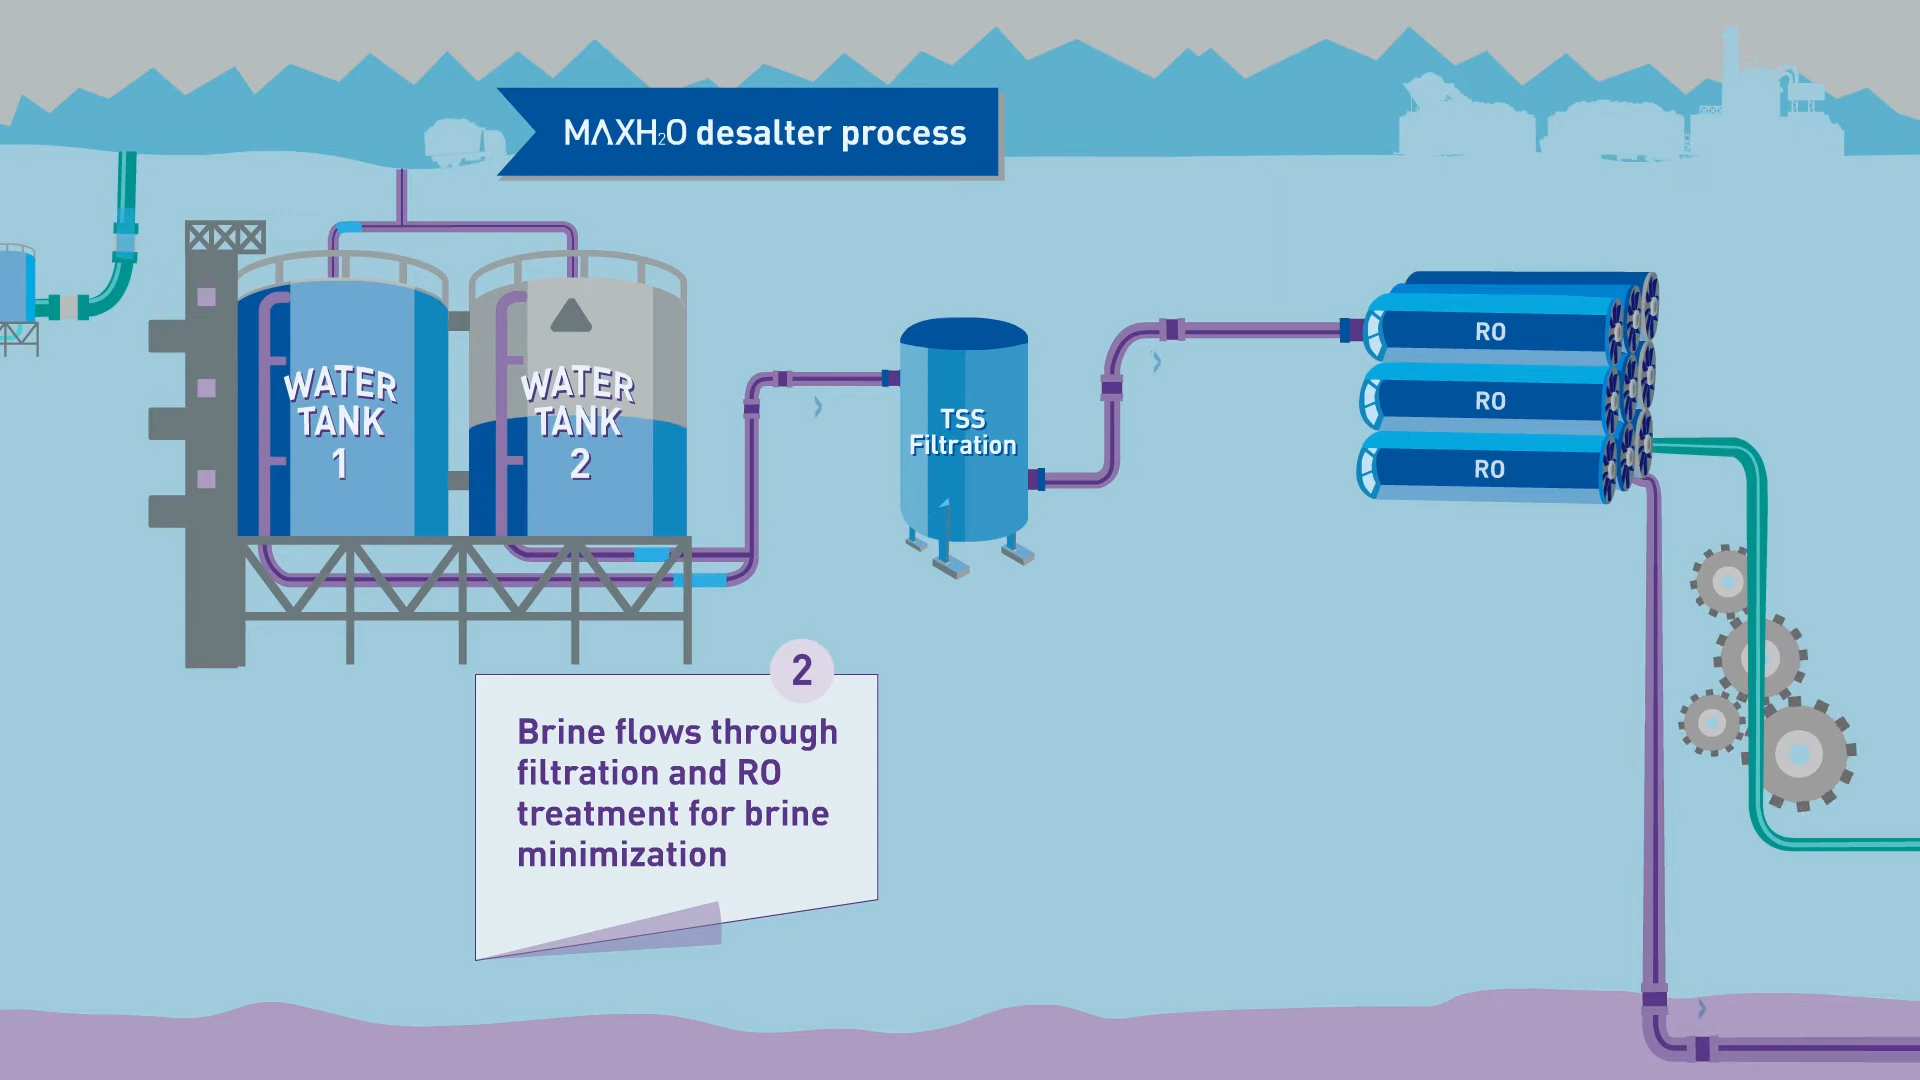 MAXH₂O desalter process
WATER
TANK
1
WATER
TANK
2
TSS
Filtration
RO
RO
RO
2
Brine flows through
filtration and RO
treatment for brine
minimization